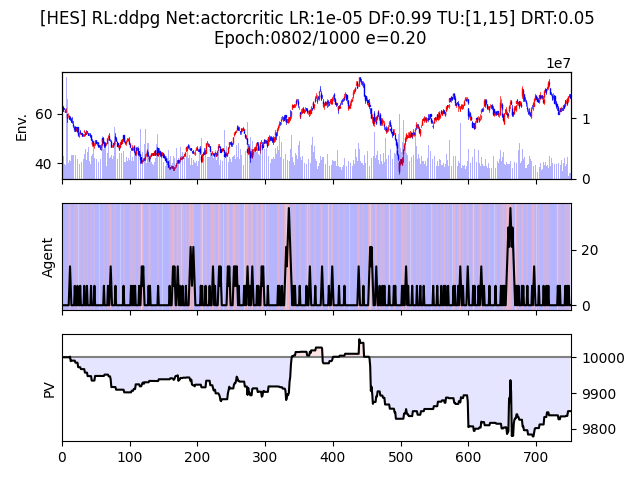 [HES] RL:ddpg Net:actorcritic LR:1e-05 DF:0.99 TU:[1,15] DRT:0.05
Epoch:0802/1000 e=0.20
1e7
Env.
60
40
1
0
Agent
20
0
PV
10000
9900
9800
0 100 200 300 400 500 600 700